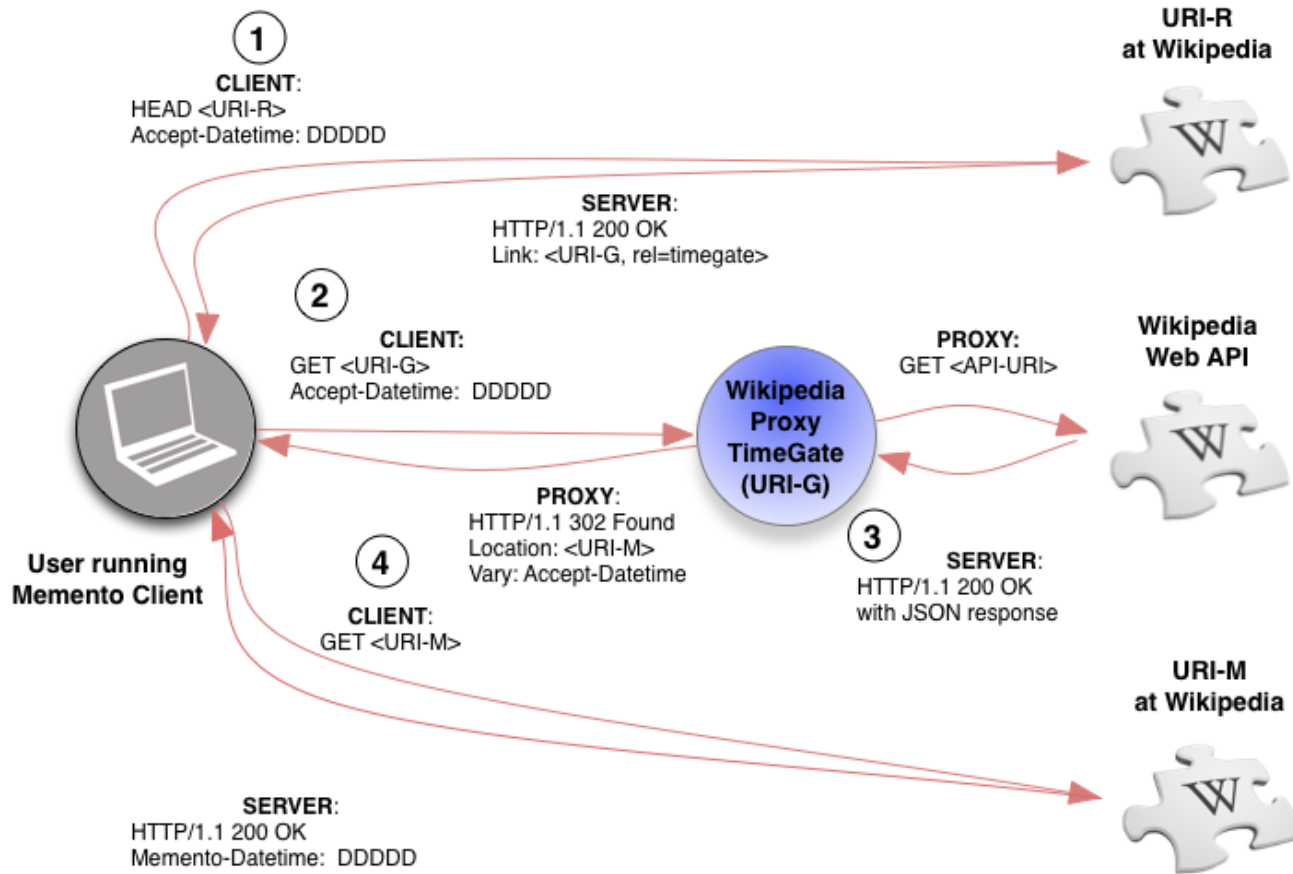 1
CLIENT:
HEAD <URI-R>
Accept-Datetime: DDDDD
URI-R
at Wikipedia
W
SERVER:
HTTP/1.1 200 OK
Link: <URI-G, rel=timegate>
2
CLIENT:
GET <URI-G>
Accept-Datetime: DDDDD
Wikipedia
Proxy
TimeGate
(URI-G)
PROXY:
GET <API-URI>
Wikipedia
Web API
W
PROXY:
HTTP/1.1 302 Found
Location: <URI-M>
Vary: Accept-Datetime
3
SERVER:
HTTP/1.1 200 OK
with JSON response
User running
Memento Client
4
CLIENT:
GET <URI-M>
URI-M
at Wikipedia
W
SERVER:
HTTP/1.1 200 OK
Memento-Datetime: DDDDD